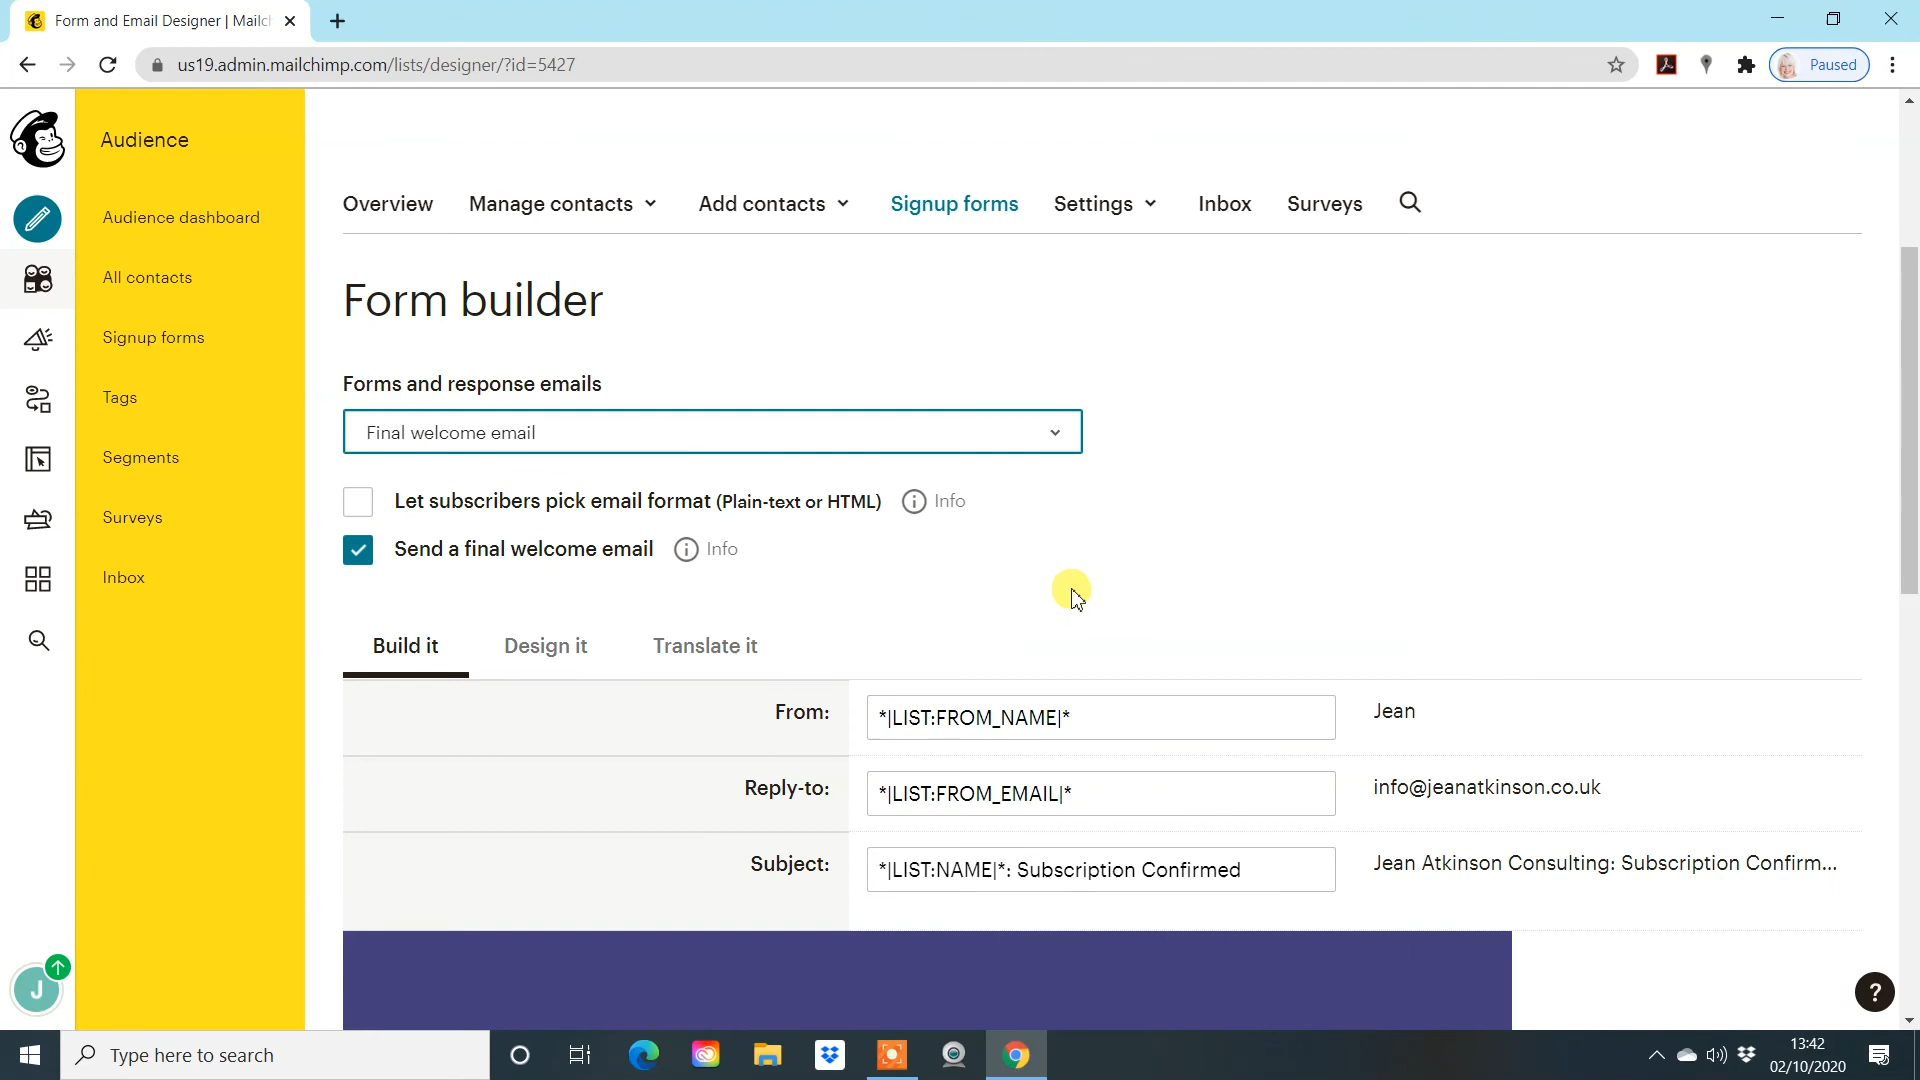 Form and Email Designer | Mailch
us19.admin.mailchimp.com/lists/designer/?id=5427
Paused
Audience
Audience dashboard
All contacts
Signup forms
Tags
Segments
Surveys
Inbox
J
Overview
Manage contacts
Add contacts
Signup forms
Settings
Inbox
Surveys
Form builder
Forms and response emails
Final welcome email
Let subscribers pick email format (Plain-text or HTML)
Info
Send a final welcome email
Info
Build it
Design it
Translate it
From:
*|LIST:FROM_NAME|*
Jean
Reply-to:
*|LIST:FROM_EMAIL|*
info@jeanatkinson.co.uk
Subject:
*|LIST:NAME|*: Subscription Confirmed
Jean Atkinson Consulting: Subscription Confirm...
?
Type here to search
13:42
02/10/2020